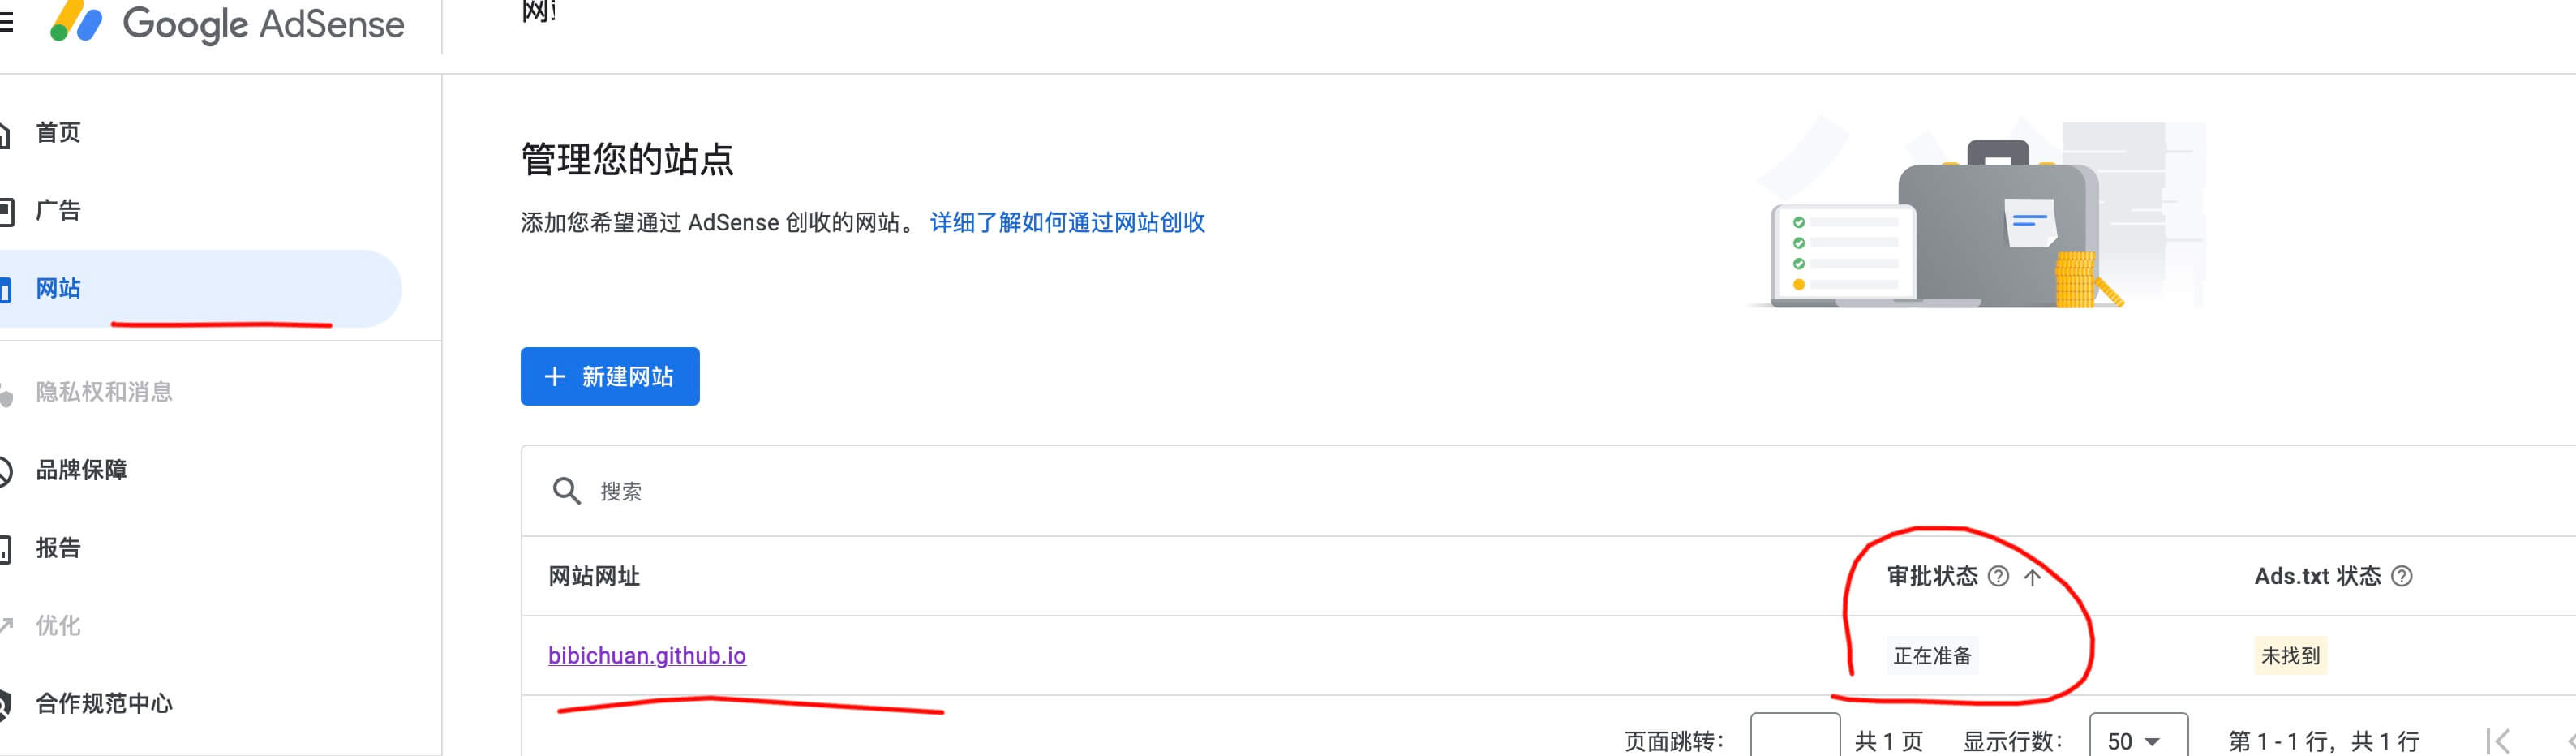 Google AdSense
首页
广告
网站
隐私权和消息
品牌保障
报告
优化
合作规范中心
管理您的站点
添加您希望通过 AdSense 创收的网站。 详细了解如何通过网站创收
+ 新建网站
搜索
网站网址 审批状态 Ads.txt 状态
bibichuan.github.io 正在准备 未找到
页面跳转: 共 1 页 显示行数: 50 第 1 - 1 行，共 1 行